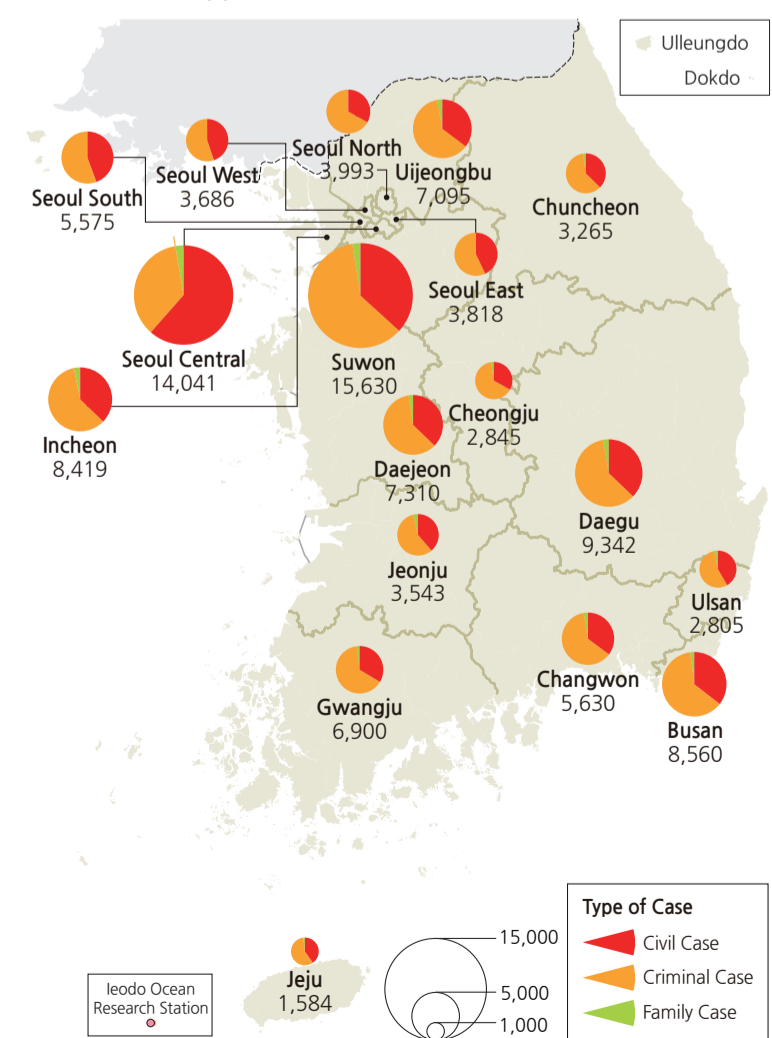 Ulleungdo
Dokdo
Seoul North
3,993
Uijeongbu
7,095
Seoul West
3,686
Seoul South
5,575
Chuncheon
3,265
Seoul East
3,818
Seoul Central
14,041
Suwon
15,630
Incheon
8,419
Cheongju
2,845
Daejeon
7,310
Daegu
9,342
Jeonju
3,543
Ulsan
2,805
Changwon
5,630
Gwangju
6,900
Busan
8,560
Jeju
1,584
Ieodo Ocean
Research Station
15,000
5,000
1,000
Type of Case
Civil Case
Criminal Case
Family Case